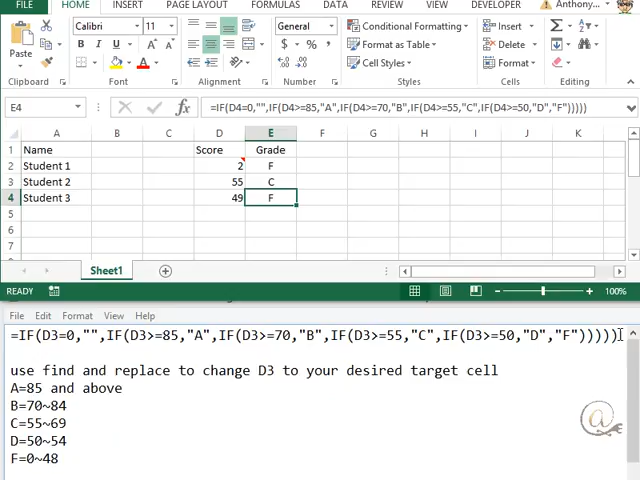 FILE HOME INSERT PAGE LAYOUT FORMULAS DATA REVIEW VIEW DEVELOPER Anthony...
Calibri 11 General Conditional Formatting Insert
Paste B I U A A $ % Format as Table Delete
Cell Styles Format
Clipboard Font Alignment Number Styles Cells Editing
E4 fx =IF(D4=0,"",IF(D4>=85,"A",IF(D4>=70,"B",IF(D4>=55,"C",IF(D4>=50,"D","F")))))
A B C D E F G H I J K
1 Name Score Grade
2 Student 1 2 F
3 Student 2 55 C
4 Student 3 49 F
5
6
7
Sheet1
READY 100%
File Edit Format View Help
=IF(D3=0,"",IF(D3>=85,"A",IF(D3>=70,"B",IF(D3>=55,"C",IF(D3>=50,"D","F")))))
use find and replace to change D3 to your desired target cell
A=85 and above
B=70~84
C=55~69
D=50~54
F=0~48